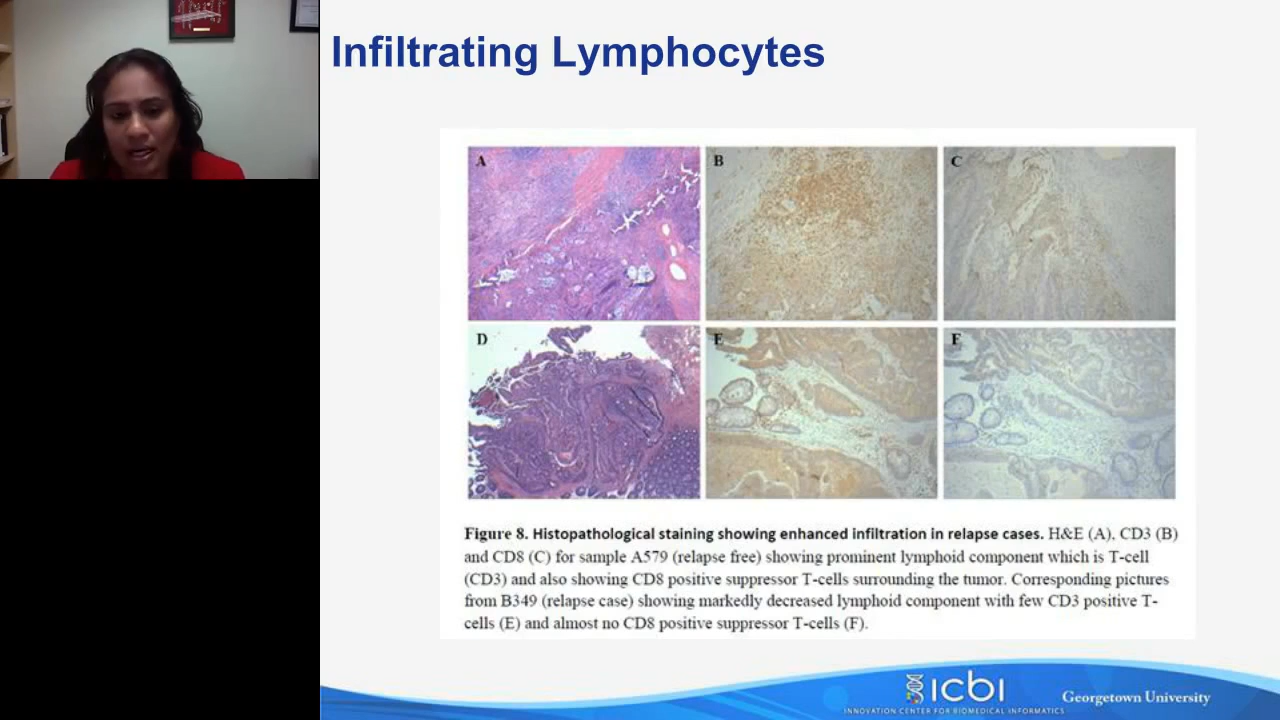 Infiltrating Lymphocytes
A
B
C
D
E
F
Figure 8. Histopathological staining showing enhanced infiltration in relapse cases. H&E (A), CD3 (B)
and CD8 (C) for sample A579 (relapse free) showing prominent lymphoid component which is T-cell
(CD3) and also showing CD8 positive suppressor T-cells surrounding the tumor. Corresponding pictures
from B349 (relapse case) showing markedly decreased lymphoid component with few CD3 positive T-
cells (E) and almost no CD8 positive suppressor T-cells (F).
icbi
INNOVATION CENTER FOR BIOMEDICAL INFORMATICS
Georgetown University